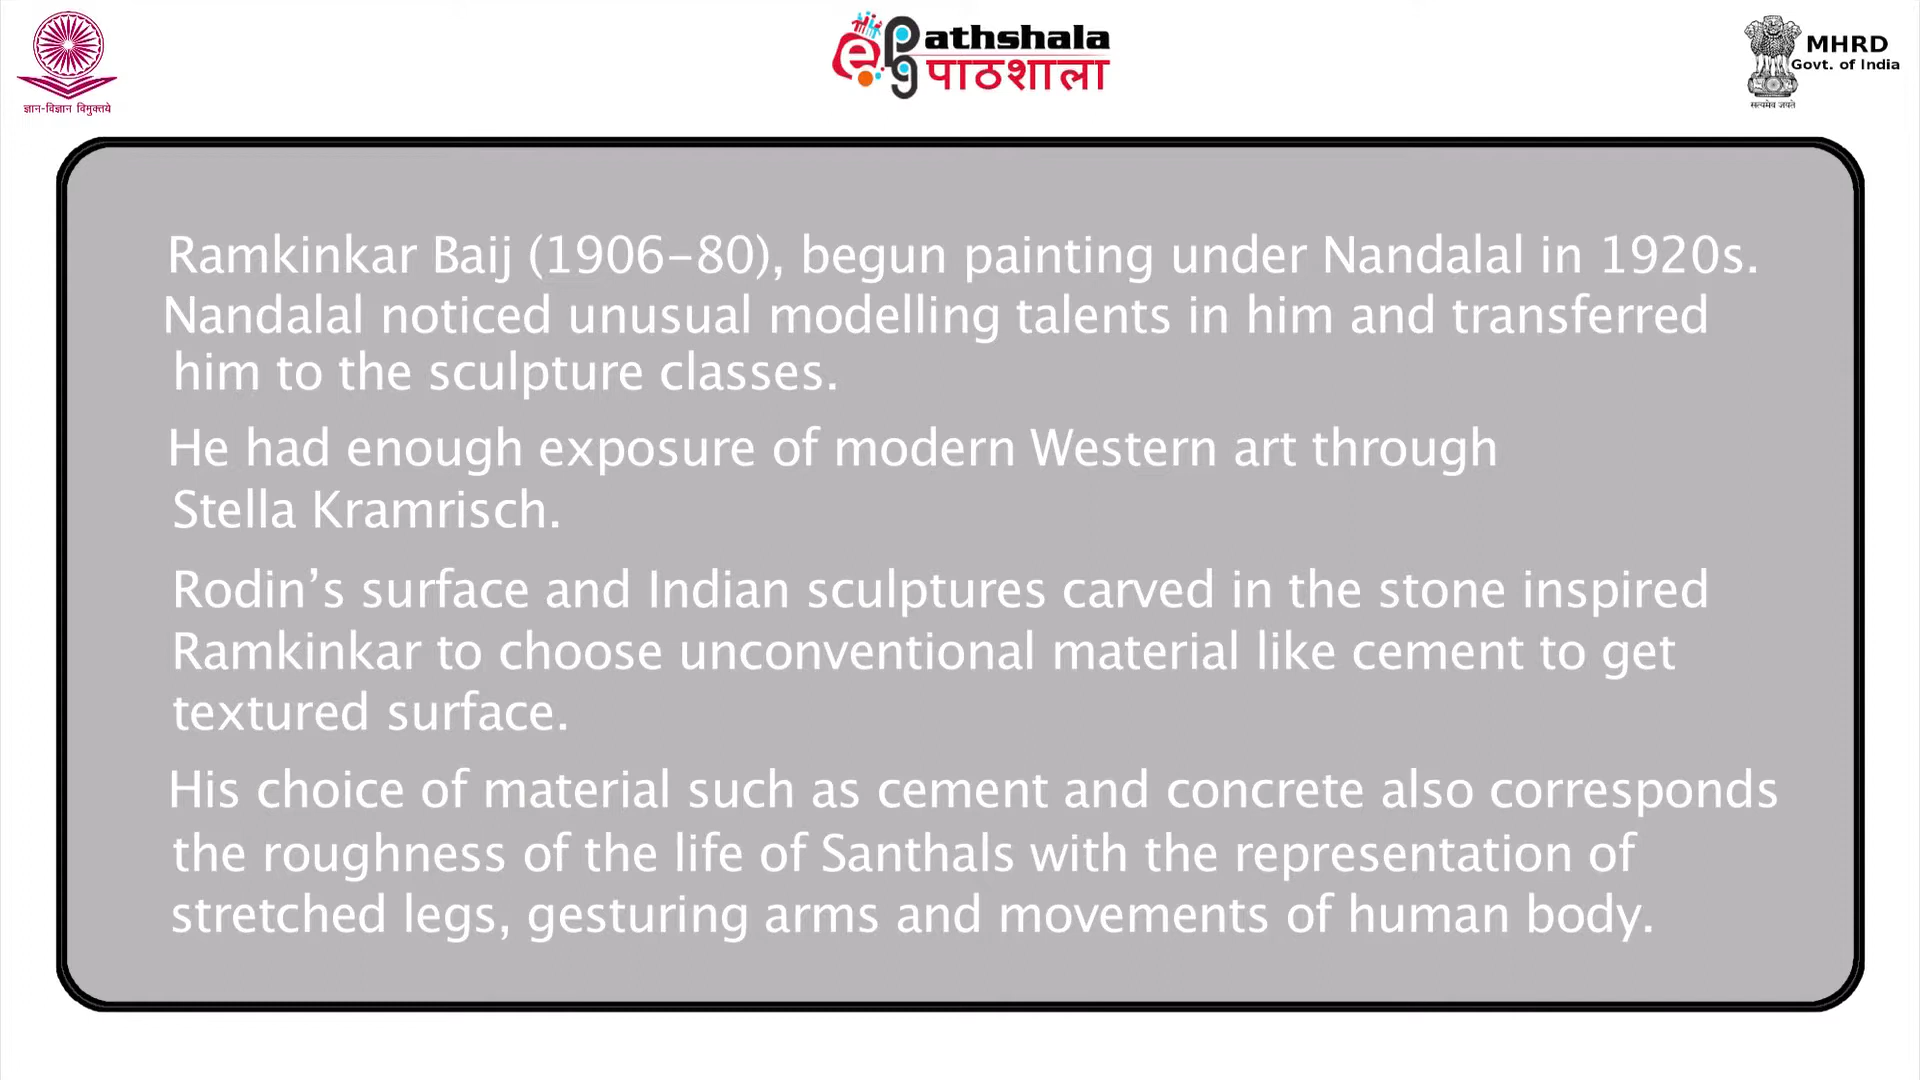 ज्ञान-विज्ञान विमुक्तये
ePathshala
पाठशाला
MHRD
Govt. of India
सत्यमेव जयते
Ramkinkar Baij (1906-80), begun painting under Nandalal in 1920s.
Nandalal noticed unusual modelling talents in him and transferred
him to the sculpture classes.
He had enough exposure of modern Western art through
Stella Kramrisch.
Rodin’s surface and Indian sculptures carved in the stone inspired
Ramkinkar to choose unconventional material like cement to get
textured surface.
His choice of material such as cement and concrete also corresponds
the roughness of the life of Santhals with the representation of
stretched legs, gesturing arms and movements of human body.